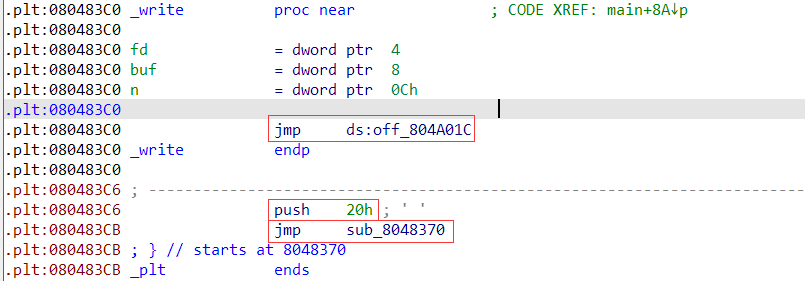 .plt:080483C0 _write          proc near               ; CODE XREF: main+8A↓p
.plt:080483C0
.plt:080483C0 fd              = dword ptr  4
.plt:080483C0 buf             = dword ptr  8
.plt:080483C0 n               = dword ptr  0Ch
.plt:080483C0
.plt:080483C0                 jmp     ds:off_804A01C
.plt:080483C0 _write          endp
.plt:080483C0
.plt:080483C6 ; ---------------------------------------------------------------------------
.plt:080483C6                 push    20h ; ' '
.plt:080483CB                 jmp     sub_8048370
.plt:080483CB ; } // starts at 8048370
.plt:080483CB _plt            ends